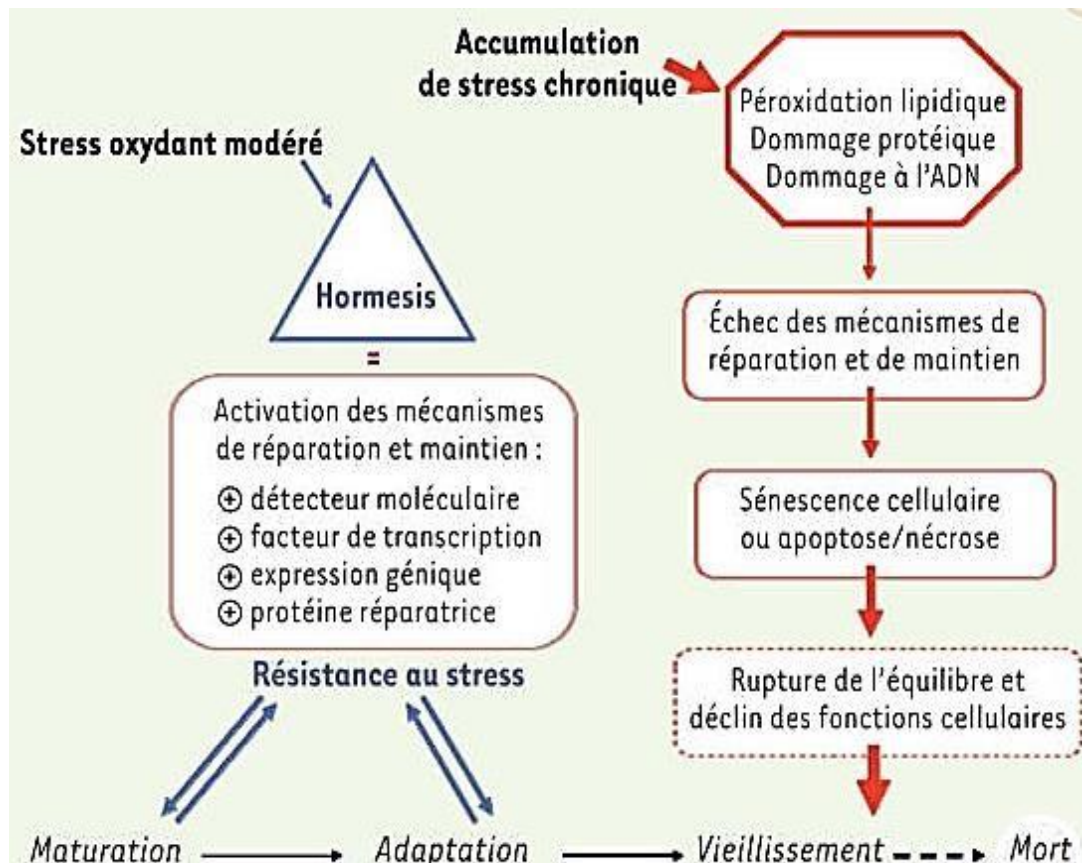 Accumulation
de stress chronique
Péroxidation lipidique
Dommage protéique
Dommage à l'ADN
Stress oxydant modéré
Hormesis
=
Activation des mécanismes
de réparation et maintien :
⊕ détecteur moléculaire
⊕ facteur de transcription
⊕ expression génique
⊕ protéine réparatrice
Résistance au stress
Échec des mécanismes de
réparation et de maintien
Sénescence cellulaire
ou apoptose/nécrose
Rupture de l'équilibre et
déclin des fonctions cellulaires
Maturation Adaptation Vieillissement Mort